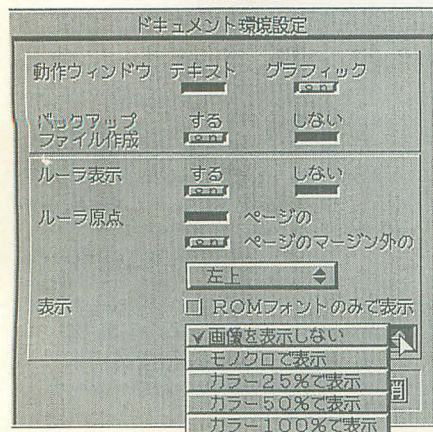 ドキュメント環境設定
動作ウィンドウ テキスト グラフィック
on
バックアップ する しない
ファイル作成 on
ルーラ表示 する しない
on
ルーラ原点 ページの
on ページのマージン外の
左上
表示 ROMフォントのみで表示
画像を表示しない
モノクロで表示
カラー25%で表示
カラー50%で表示
カラー100%で表示
消